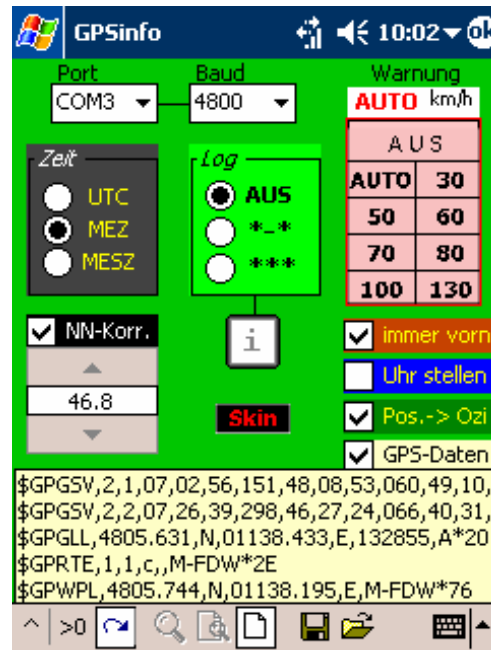 GPSinfo 10:02 ok
Port Baud Warnung
COM3 4800 AUTO km/h
AUS
AUTO 30
50 60
70 80
100 130
Zeit
UTC
MEZ
MESZ
Log
AUS
*-*
***
NN-Korr.
46.8
i
Skin
immer vorn
Uhr stellen
Pos.-> Ozi
GPS-Daten
$GPGSV,2,1,07,02,56,151,48,08,53,060,49,10,
$GPGSV,2,2,07,26,39,298,46,27,24,066,40,31,
$GPGLL,4805.631,N,01138.433,E,132855,A*20
$GPRTE,1,1,c,,M-FDW*2E
$GPWPL,4805.744,N,01138.195,E,M-FDW*76
^ >0